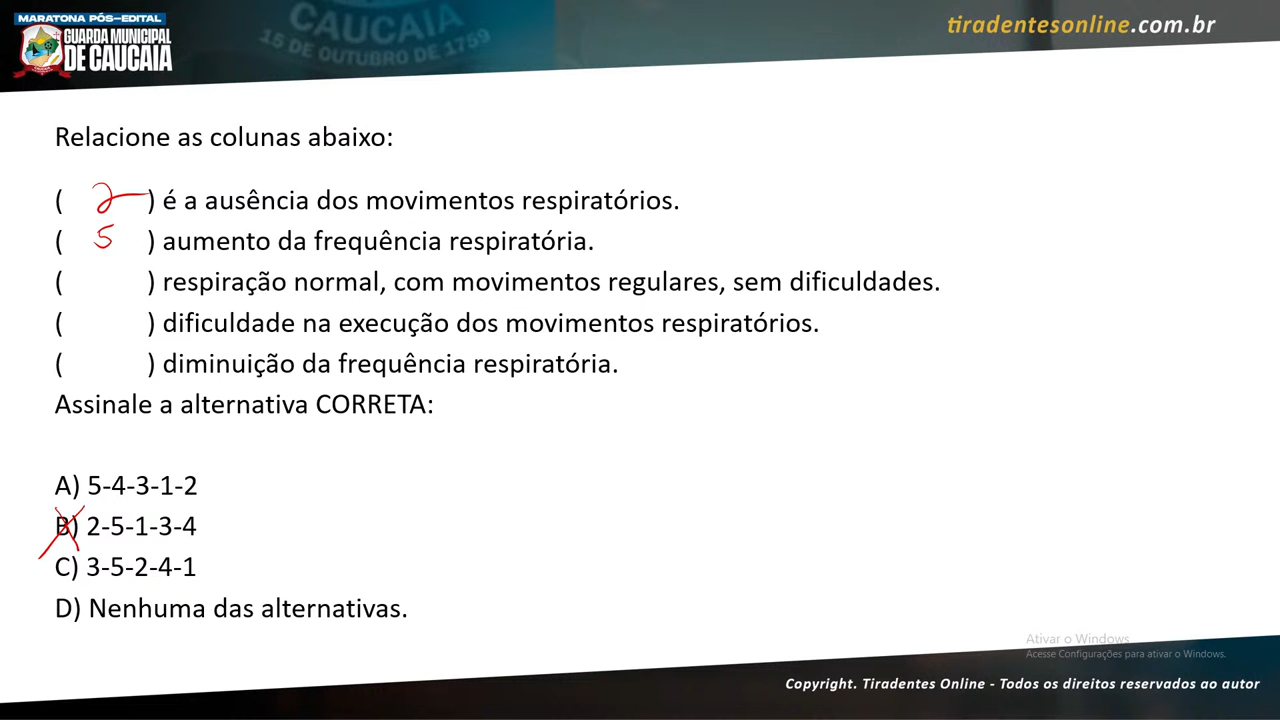 MARATONA PÓS-EDITAL
GUARDA MUNICIPAL
DE CAUCAIA
CAUCAIA
15 DE OUTUBRO DE 1759
tiradentesonline.com.br
Relacione as colunas abaixo:
( 2 ) é a ausência dos movimentos respiratórios.
( 5 ) aumento da frequência respiratória.
( ) respiração normal, com movimentos regulares, sem dificuldades.
( ) dificuldade na execução dos movimentos respiratórios.
( ) diminuição da frequência respiratória.
Assinale a alternativa CORRETA:
A) 5-4-3-1-2
B) 2-5-1-3-4
C) 3-5-2-4-1
D) Nenhuma das alternativas.
Ativar o Windows
Acesse Configurações para ativar o Windows.
Copyright. Tiradentes Online - Todos os direitos reservados ao autor